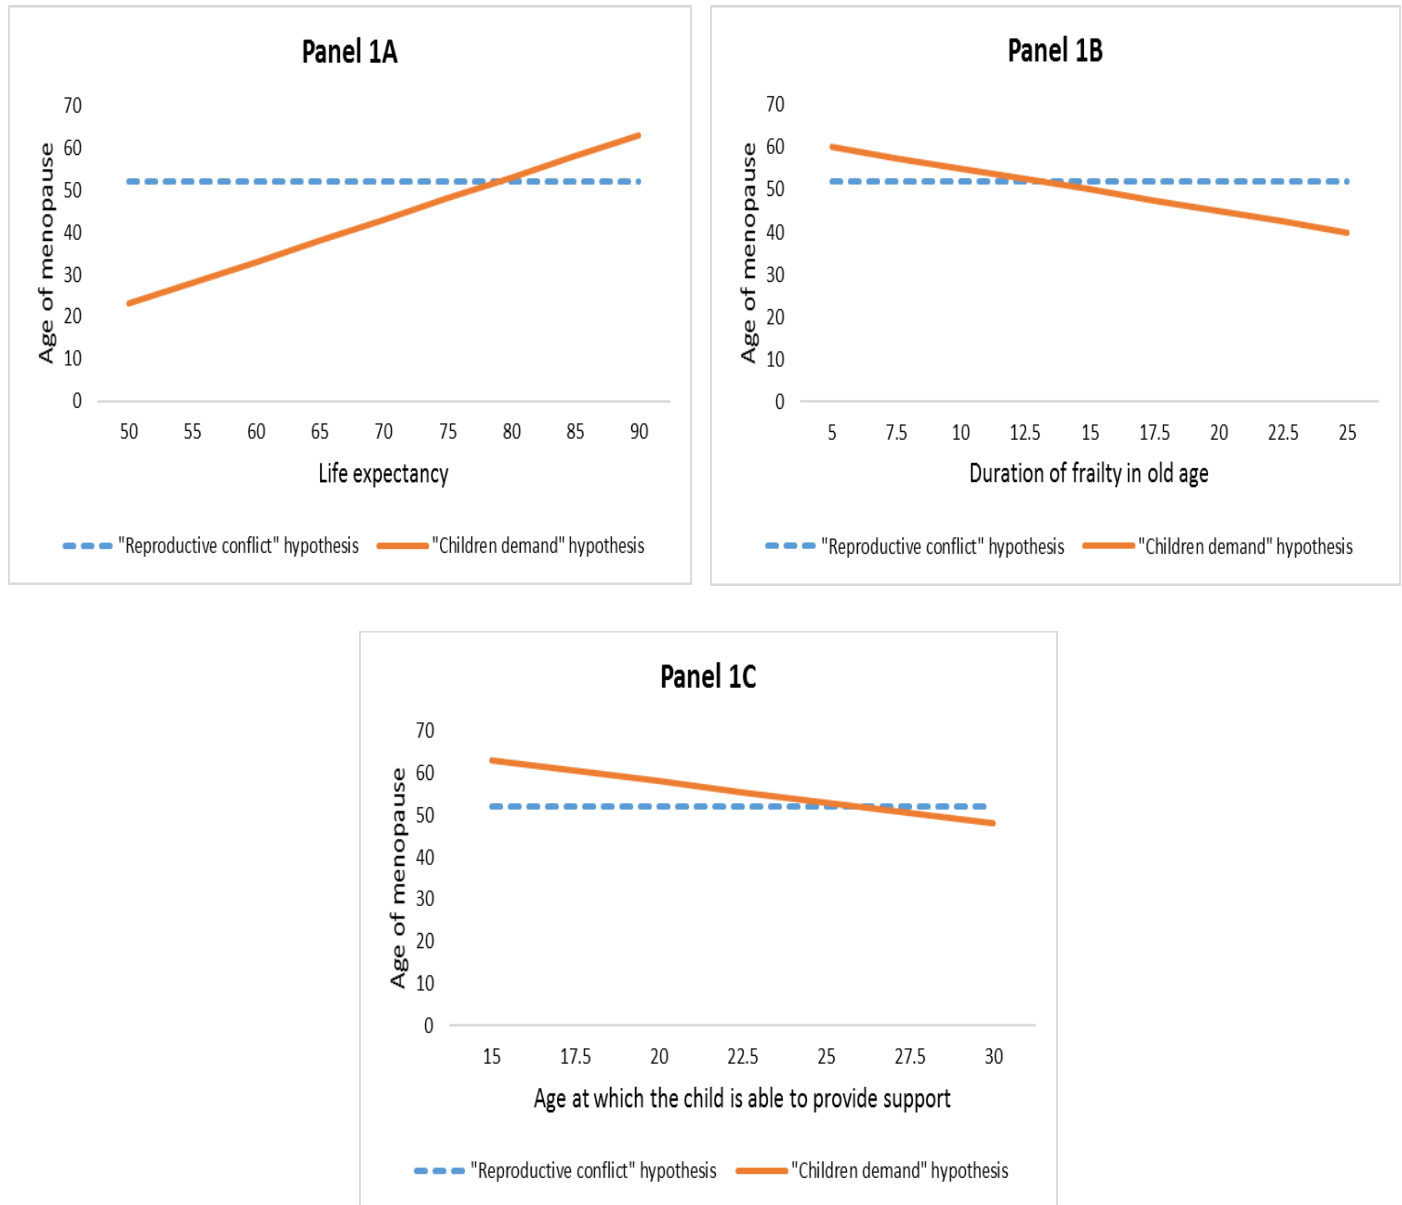 Panel 1A
Age of menopause
70
60
50
40
30
20
10
0
50 55 60 65 70 75 80 85 90
Life expectancy
"Reproductive conflict" hypothesis "Children demand" hypothesis
Panel 1B
Age of menopause
70
60
50
40
30
20
10
0
5 7.5 10 12.5 15 17.5 20 22.5 25
Duration of frailty in old age
"Reproductive conflict" hypothesis "Children demand" hypothesis
Panel 1C
Age of menopause
70
60
50
40
30
20
10
0
15 17.5 20 22.5 25 27.5 30
Age at which the child is able to provide support
"Reproductive conflict" hypothesis "Children demand" hypothesis